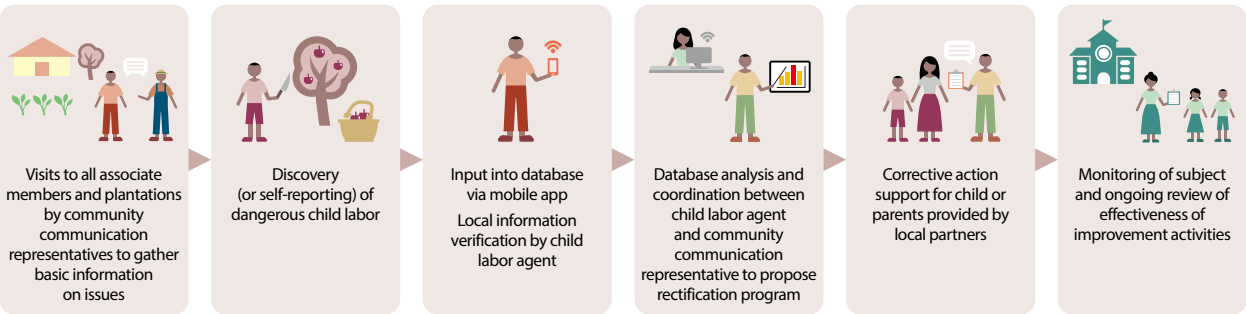 Visits to all associate
members and plantations
by community
communication
representatives to gather
basic information
on issues
Discovery
(or self-reporting) of
dangerous child labor
Input into database
via mobile app
Local information
verification by child
labor agent
Database analysis and
coordination between
child labor agent
and community
communication
representative to propose
rectification program
Corrective action
support for child or
parents provided by
local partners
Monitoring of subject
and ongoing review of
effectiveness of
improvement activities